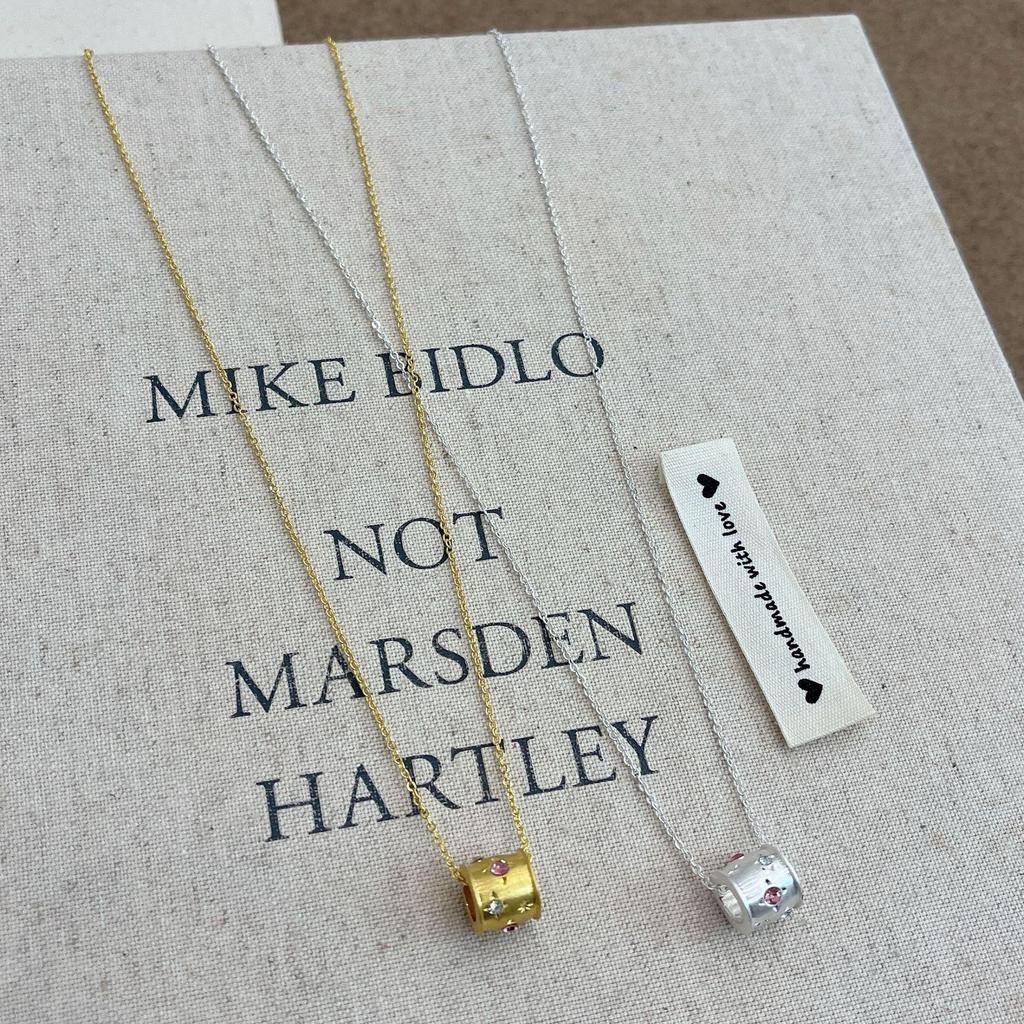 MIKE BIDLO
NOT
MARSDEN
HARTLEY
♥ handmade with love ♥